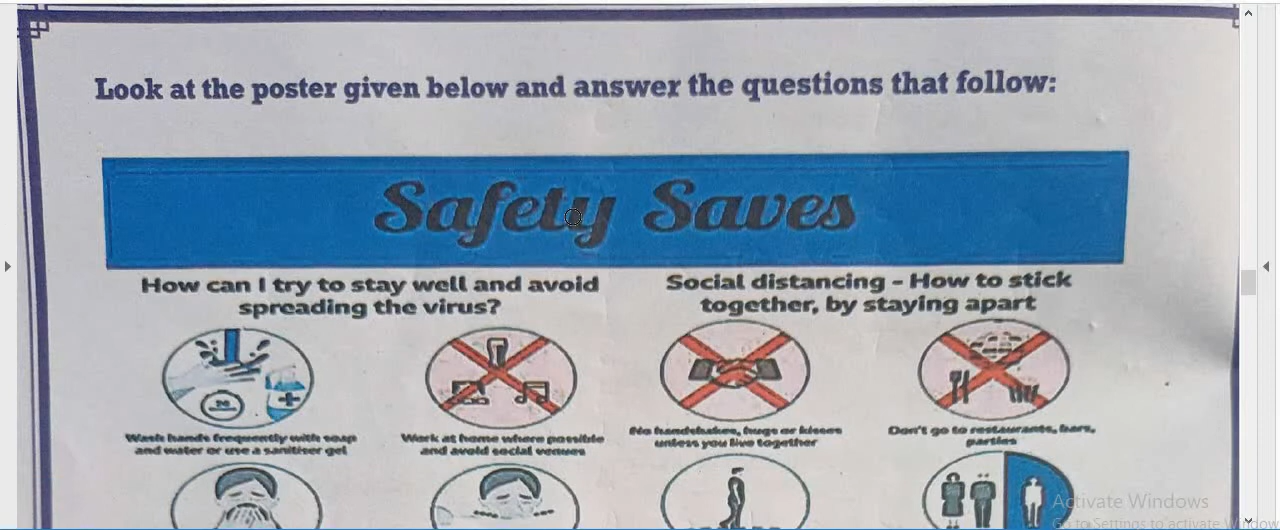 Look at the poster given below and answer the questions that follow:
Safety Saves
How can I try to stay well and avoid
spreading the virus?
Social distancing - How to stick
together, by staying apart
Wash hands frequently with soap
and water or use a sanitiser gel
Work at home where possible
and avoid social venues
No handshakes, hugs or kisses
unless you live together
Don't go to restaurants, bars,
parties
Activate Windows
Go to Settings to activate Windows